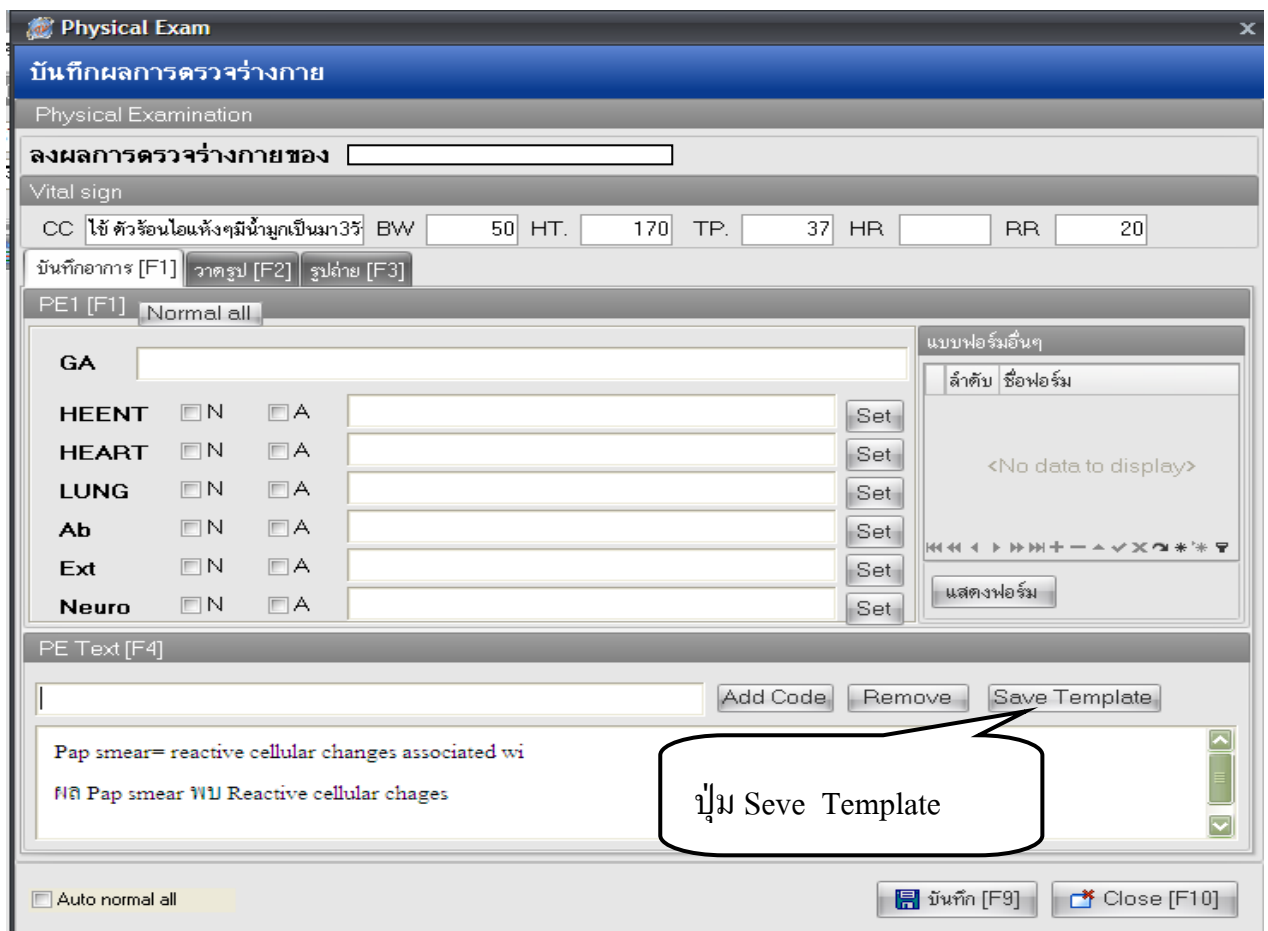 Physical Exam
บันทึกผลการตรวจร่างกาย
Physical Examination
ลงผลการตรวจร่างกายของ
Vital sign
CC ไข้ ตัวร้อนไอแห้งๆมีน้ำมูกเป็นมา3วั BW 50 HT. 170 TP. 37 HR RR 20
บันทึกอาการ [F1] วาดรูป [F2] รูปถ่าย [F3]
PE1 [F1] Normal all
แบบฟอร์มอื่นๆ
GA
ลำดับ ชื่อฟอร์ม
HEENT N A Set
HEART N A Set
<No data to display>
LUNG N A Set
Ab N A Set
Ext N A Set
แสดงฟอร์ม
Neuro N A Set
PE Text [F4]
Add Code Remove Save Template
Pap smear= reactive cellular changes associated wi
ผล Pap smear พบ Reactive cellular chages
ปุ่ม Seve Template
Auto normal all
บันทึก [F9] Close [F10]